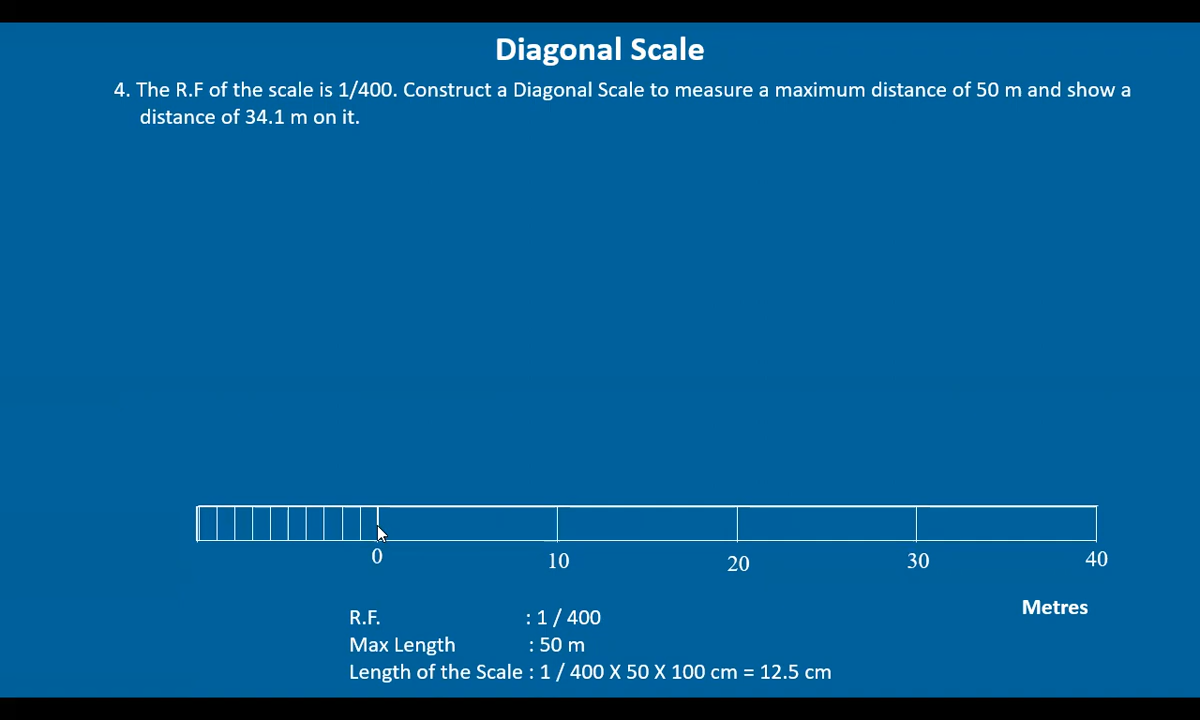 Diagonal Scale
4. The R.F of the scale is 1/400. Construct a Diagonal Scale to measure a maximum distance of 50 m and show a
distance of 34.1 m on it.
0 10 20 30 40
Metres
R.F. : 1 / 400
Max Length : 50 m
Length of the Scale : 1 / 400 X 50 X 100 cm = 12.5 cm